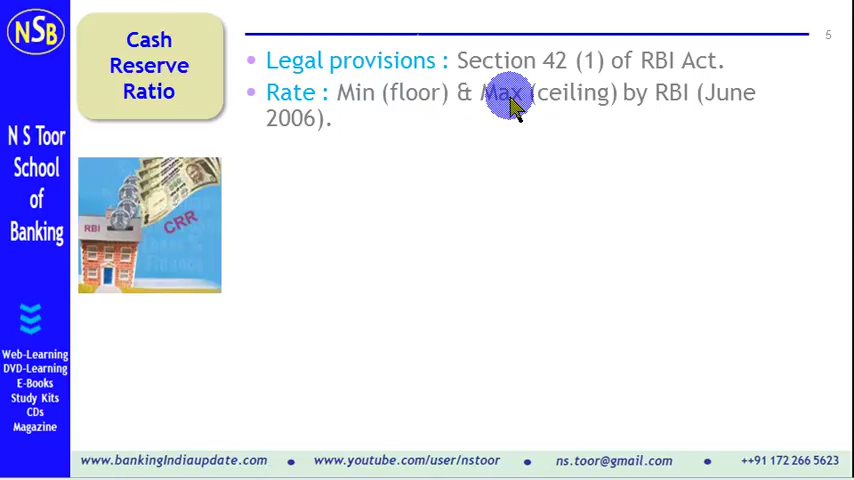 NSB
N S Toor
School
of
Banking
Web-Learning
DVD-Learning
E-Books
Study Kits
CDs
Magazine
Cash
Reserve
Ratio
RBI
CRR
5
• Legal provisions : Section 42 (1) of RBI Act.
• Rate : Min (floor) & Max (ceiling) by RBI (June
2006).
www.bankingIndiaupdate.com • www.youtube.com/user/nstoor • ns.toor@gmail.com • ++91 172 266 5623